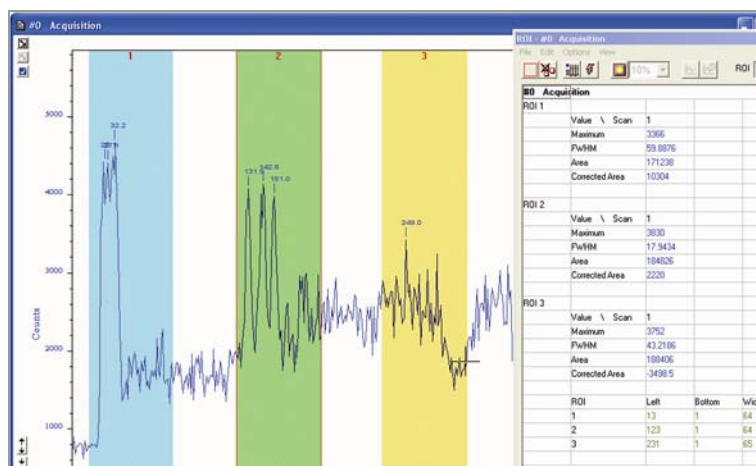 #0 Acquisition
1
2
3
5000
4000
3000
2000
1000
Counts
32.2
131.5
142.8
151.0
249.0
ROI - #0 Acquisition
File Edit Options View
10%
ROI
#0 Acquisition
ROI 1
Value \ Scan 1
Maximum 3366
FWHM 59.8876
Area 171238
Corrected Area 10304
ROI 2
Value \ Scan 1
Maximum 3830
FWHM 17.9434
Area 184826
Corrected Area 2220
ROI 3
Value \ Scan 1
Maximum 3752
FWHM 43.2186
Area 188406
Corrected Area -3498.5
ROI Left Bottom Wid
1 13 1 64
2 123 1 64
3 231 1 65